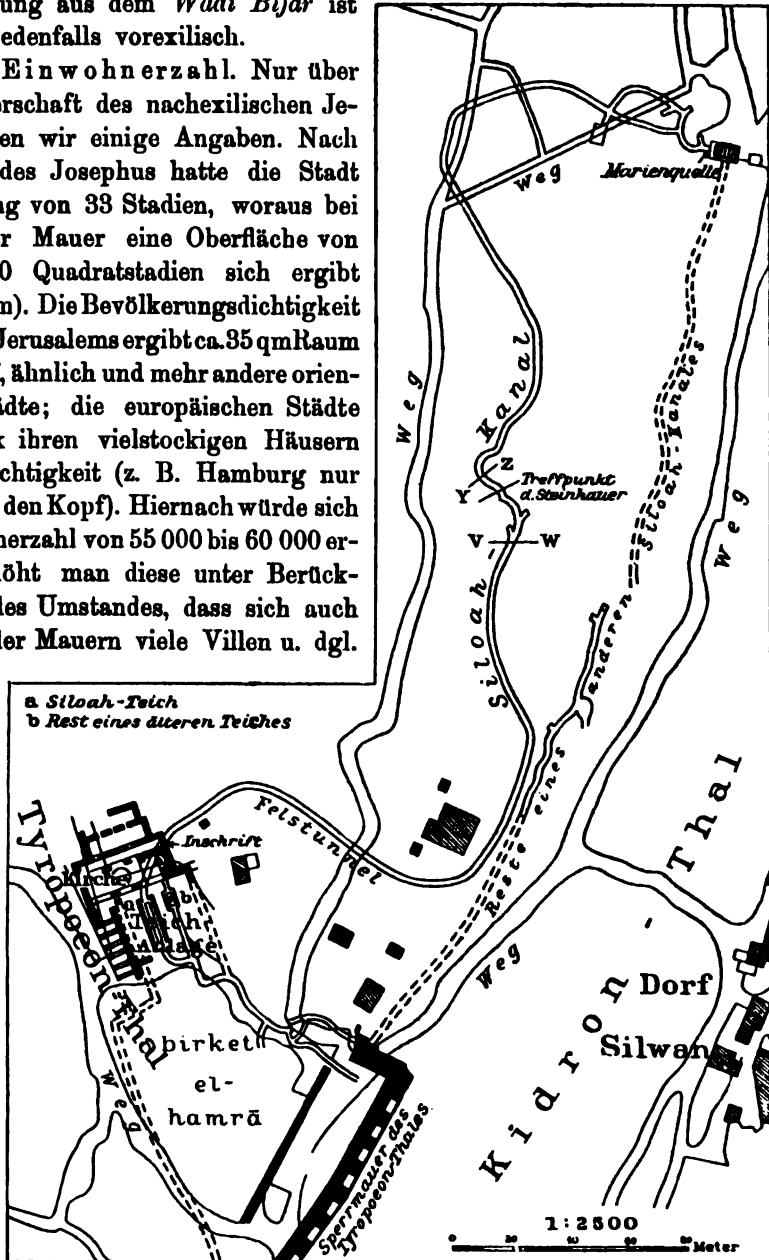 ung aus dem Wadi Bijar ist
edenfalls vorexilisch.
Einwohnerzahl. Nur über
erschaft des nachexilischen Je-
en wir einige Angaben. Nach
des Josephus hatte die Stadt
ng von 33 Stadien, woraus bei
r Mauer eine Oberfläche von
0 Quadratstadien sich ergibt
m). Die Bevölkerungsdichtigkeit
Jerusalems ergibt ca. 35 qm Raum
f, ähnlich und mehr andere orien-
ädte; die europäischen Städte
k ihren vielstockigen Häusern
chtigkeit (z. B. Hamburg nur
den Kopf). Hiernach würde sich
nerzahl von 55 000 bis 60 000 er-
öht man diese unter Berück-
des Umstandes, dass sich auch
der Mauern viele Villen u. dgl.
Marienquelle
Weg
Weg
Siloah-Kanal
Z
Y
Treffpunkt
d. Steinhauer
V
W
Reste eines anderen Siloah-Kanales
Weg
a Siloah-Teich
b Rest eines älteren Teiches
Tyropoeon Thal
Felstunnel
Inschrift
Kirche
a
b
Teich
Anlage
Weg
birket
el-
hamrā
Weg
Sperrmauer des
Tyropoeon-Thales
Kidron Thal
Dorf
Silwan
1:2500
Meter